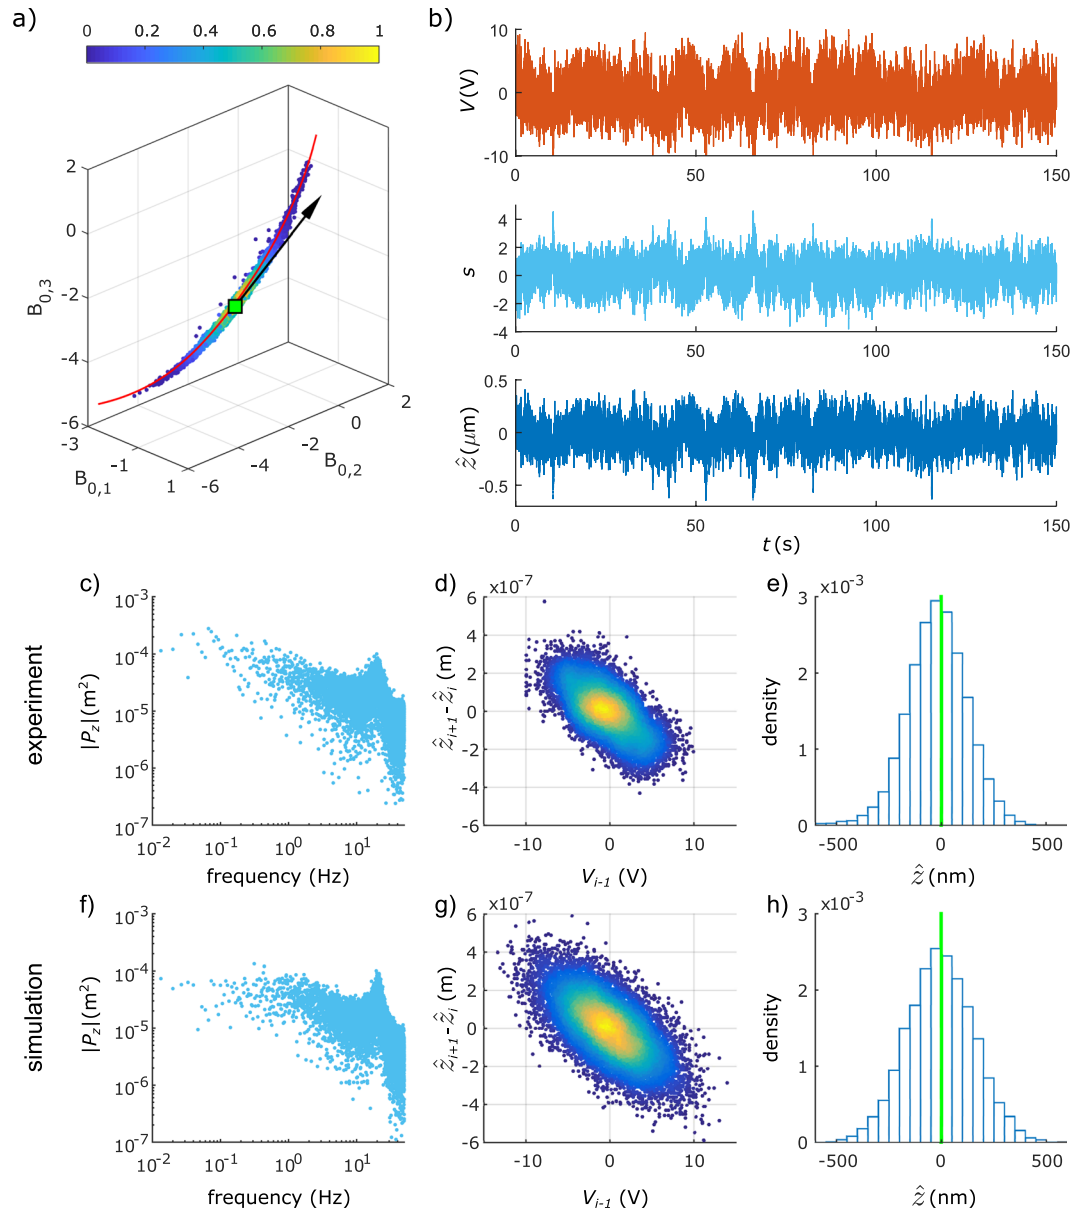 a)
0 0.2 0.4 0.6 0.8 1
2
0
-2
-4
-6
B0,3
-3
-1
1
B0,1
-6
-4
-2
0
2
B0,2
b)
10
0
-10
V(V)
0 50 100 150
4
2
0
-2
-4
s
0 50 100 150
0.5
0
-0.5
ẑ(μm)
0 50 100 150
t(s)
experiment
c)
10-3
10-4
10-5
10-6
10-7
|Pz|(m2)
10-2 10-1 100 101
frequency (Hz)
d)
x10-7
6
4
2
0
-2
-4
-6
ẑi+1-ẑi (m)
-10 0 10
Vi-1 (V)
e)
x10-3
3
2
1
0
density
-500 0 500
ẑ (nm)
simulation
f)
10-3
10-4
10-5
10-6
10-7
|Pz|(m2)
10-2 10-1 100 101
frequency (Hz)
g)
x10-7
6
4
2
0
-2
-4
-6
ẑi+1-ẑi (m)
-10 0 10
Vi-1 (V)
h)
x10-3
3
2
1
0
density
-500 0 500
ẑ (nm)